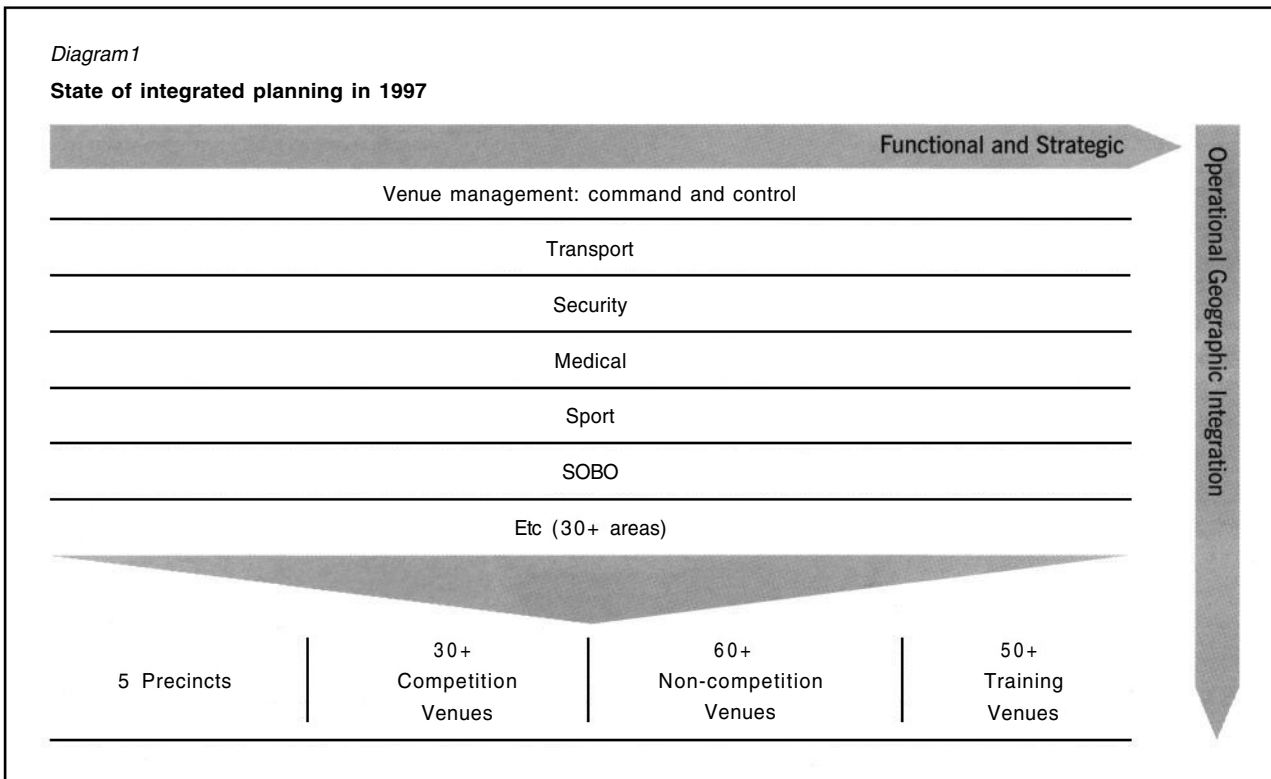 Diagram1
State of integrated planning in 1997
Functional and Strategic
Operational Geographic Integration
Venue management: command and control
Transport
Security
Medical
Sport
SOBO
Etc (30+ areas)
5 Precincts
30+
Competition
Venues
60+
Non-competition
Venues
50+
Training
Venues